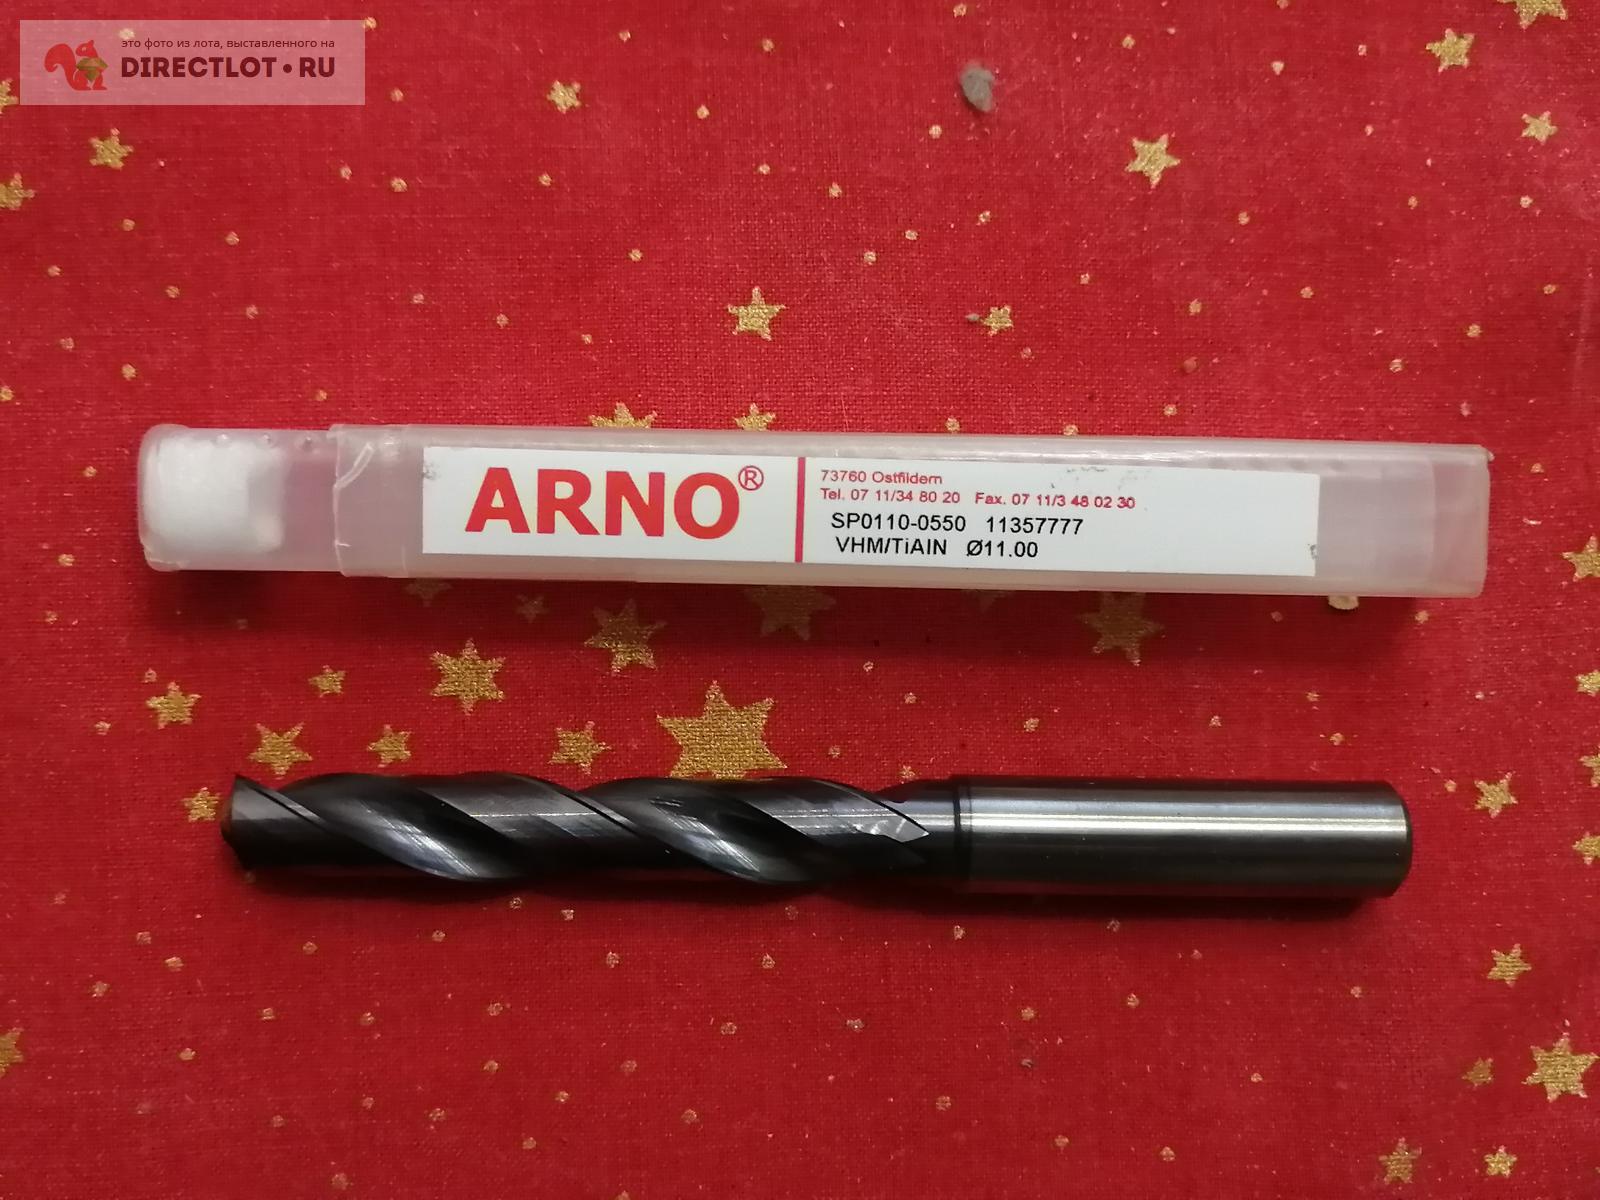 это фото из лота, выставленного на
DIRECTLOT•RU
ARNO®
73760 Ostfildern
Tel. 07 11/34 80 20 Fax. 07 11/3 48 02 30
SP0110-0550 11357777
VHM/TiAIN Ø11.00